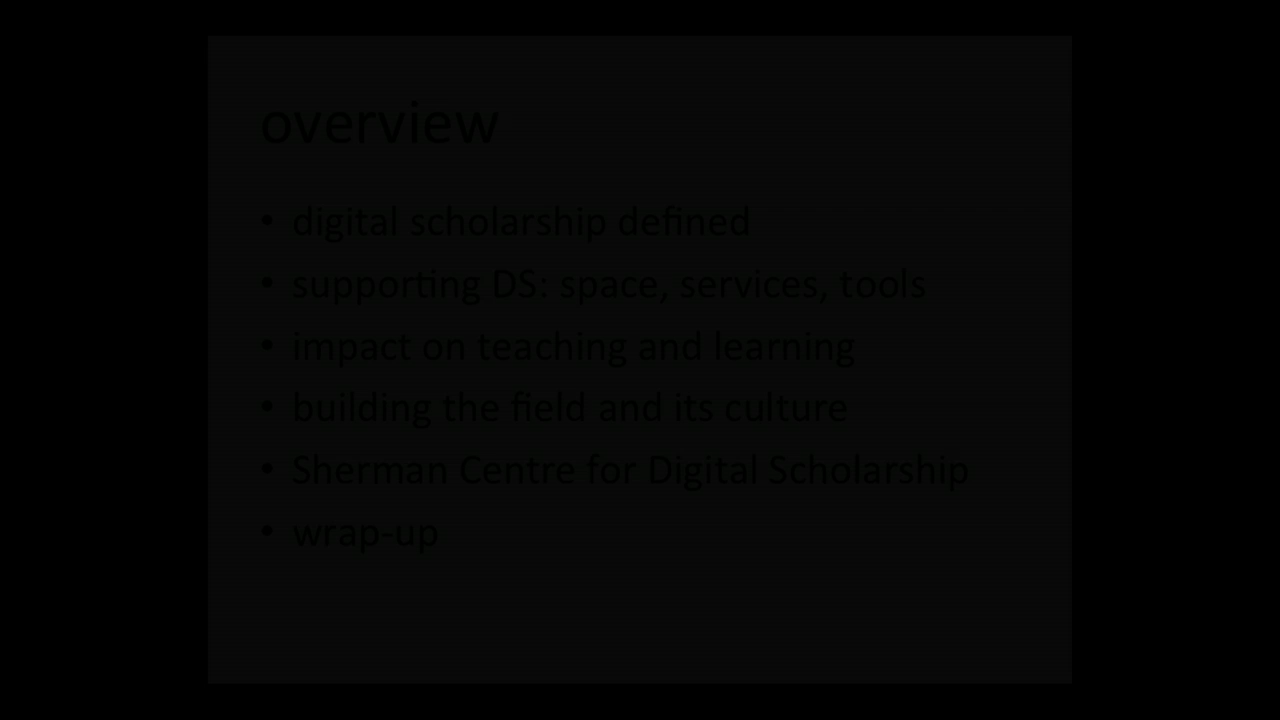 overview
• digital scholarship defined
• supporting DS: space, services, tools
• impact on teaching and learning
• building the field and its culture
• Sherman Centre for Digital Scholarship
• wrap-up